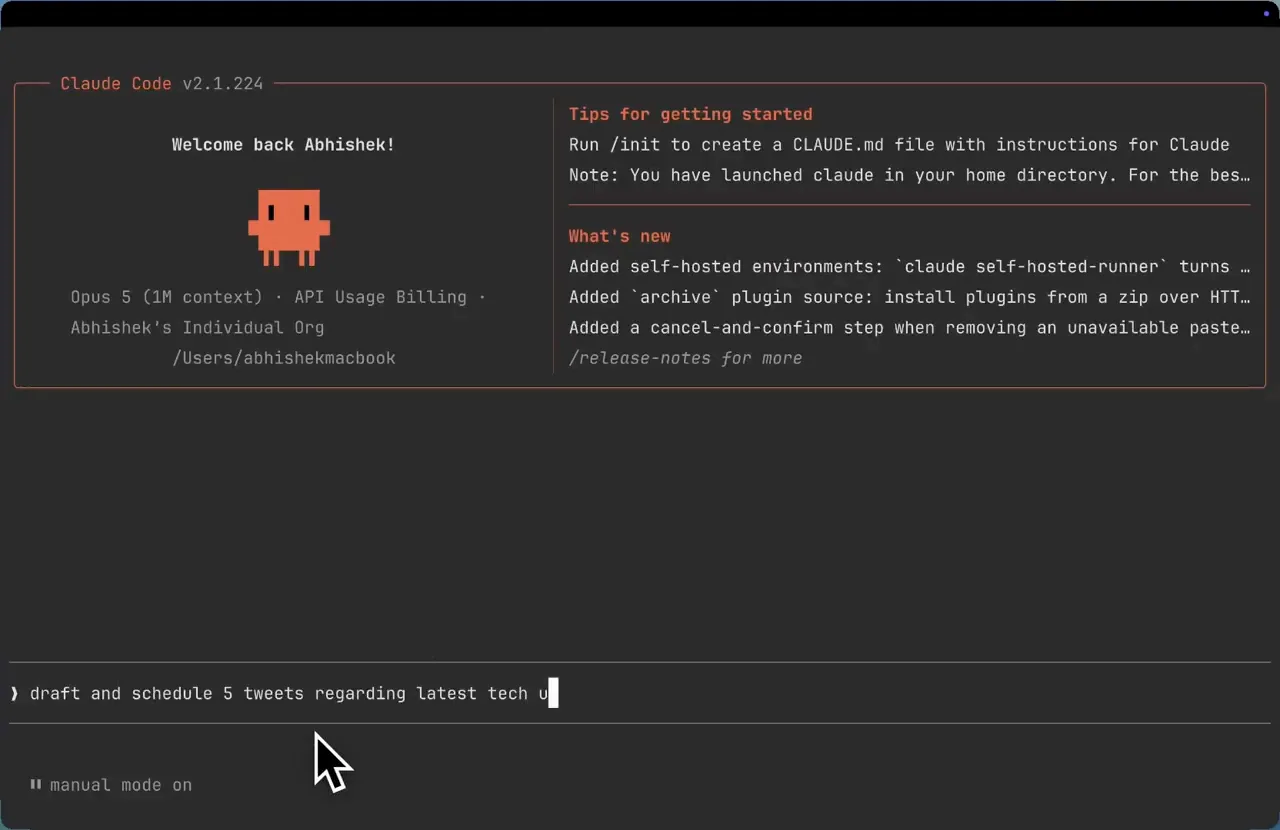 Claude Code v2.1.224
Welcome back Abhishek!
Opus 5 (1M context) · API Usage Billing ·
Abhishek's Individual Org
/Users/abhishekmacbook
Tips for getting started
Run /init to create a CLAUDE.md file with instructions for Claude
Note: You have launched claude in your home directory. For the bes…
What's new
Added self-hosted environments: `claude self-hosted-runner` turns …
Added `archive` plugin source: install plugins from a zip over HTT…
Added a cancel-and-confirm step when removing an unavailable paste…
/release-notes for more
❯ draft and schedule 5 tweets regarding latest tech u
⏸ manual mode on